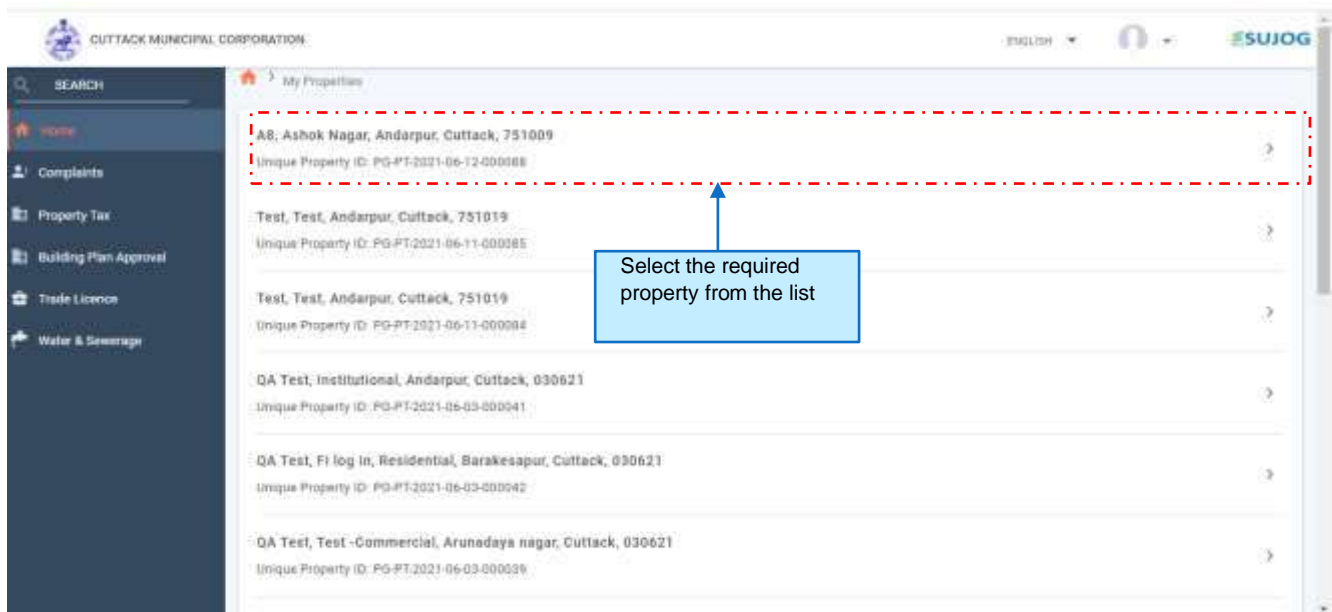 CUTTACK MUNICIPAL CORPORATION
ENGLISH
SUJOG
SEARCH
My Properties
Home
Complaints
Property Tax
Building Plan Approval
Trade Licence
Water & Sewerage
A8, Ashok Nagar, Andarpur, Cuttack, 751009
Unique Property ID: PG-PT-2021-06-12-000088
Test, Test, Andarpur, Cuttack, 751019
Unique Property ID: PG-PT-2021-06-11-000085
Select the required
property from the list
Test, Test, Andarpur, Cuttack, 751019
Unique Property ID: PG-PT-2021-06-11-000084
QA Test, Institutional, Andarpur, Cuttack, 030621
Unique Property ID: PG-PT-2021-06-03-000041
QA Test, FI log in, Residential, Barakesapur, Cuttack, 030621
Unique Property ID: PG-PT-2021-06-03-000042
QA Test, Test -Commercial, Arunadaya nagar, Cuttack, 030621
Unique Property ID: PG-PT-2021-06-03-000039